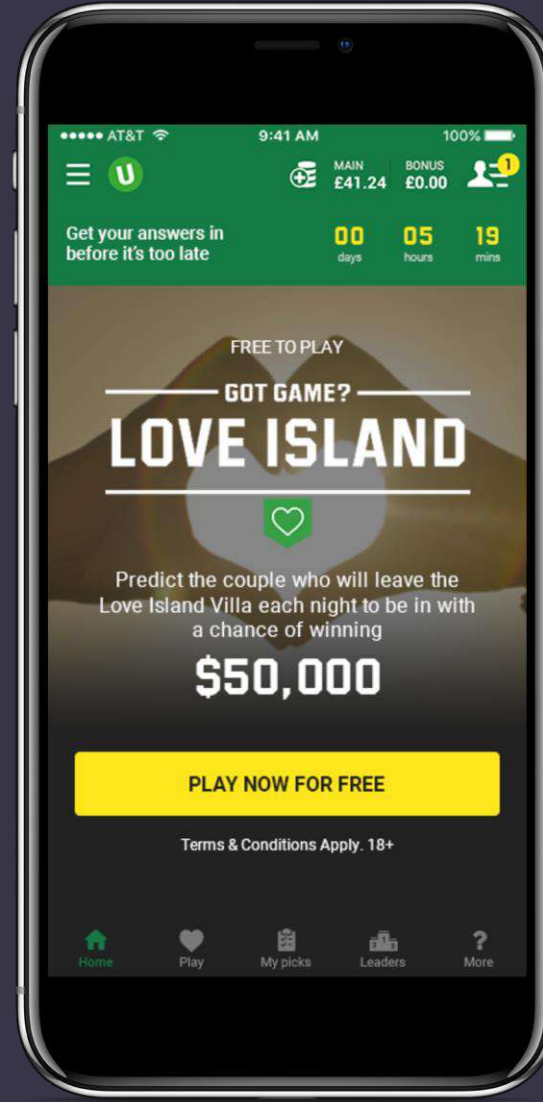 AT&T 9:41 AM 100%
U MAIN BONUS 1
£41.24 £0.00
Get your answers in 00 05 19
before it's too late days hours mins
FREE TO PLAY
GOT GAME?
LOVE ISLAND
Predict the couple who will leave the
Love Island Villa each night to be in with
a chance of winning
$50,000
PLAY NOW FOR FREE
Terms & Conditions Apply. 18+
Home Play My picks Leaders ? More